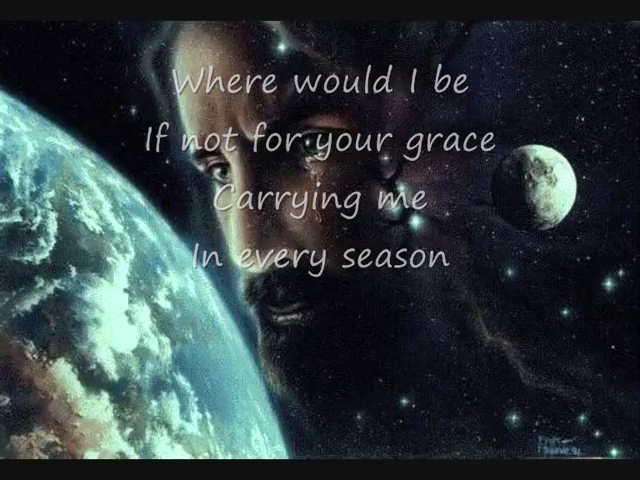 Where would I be
If not for your grace
Carrying me
In every season